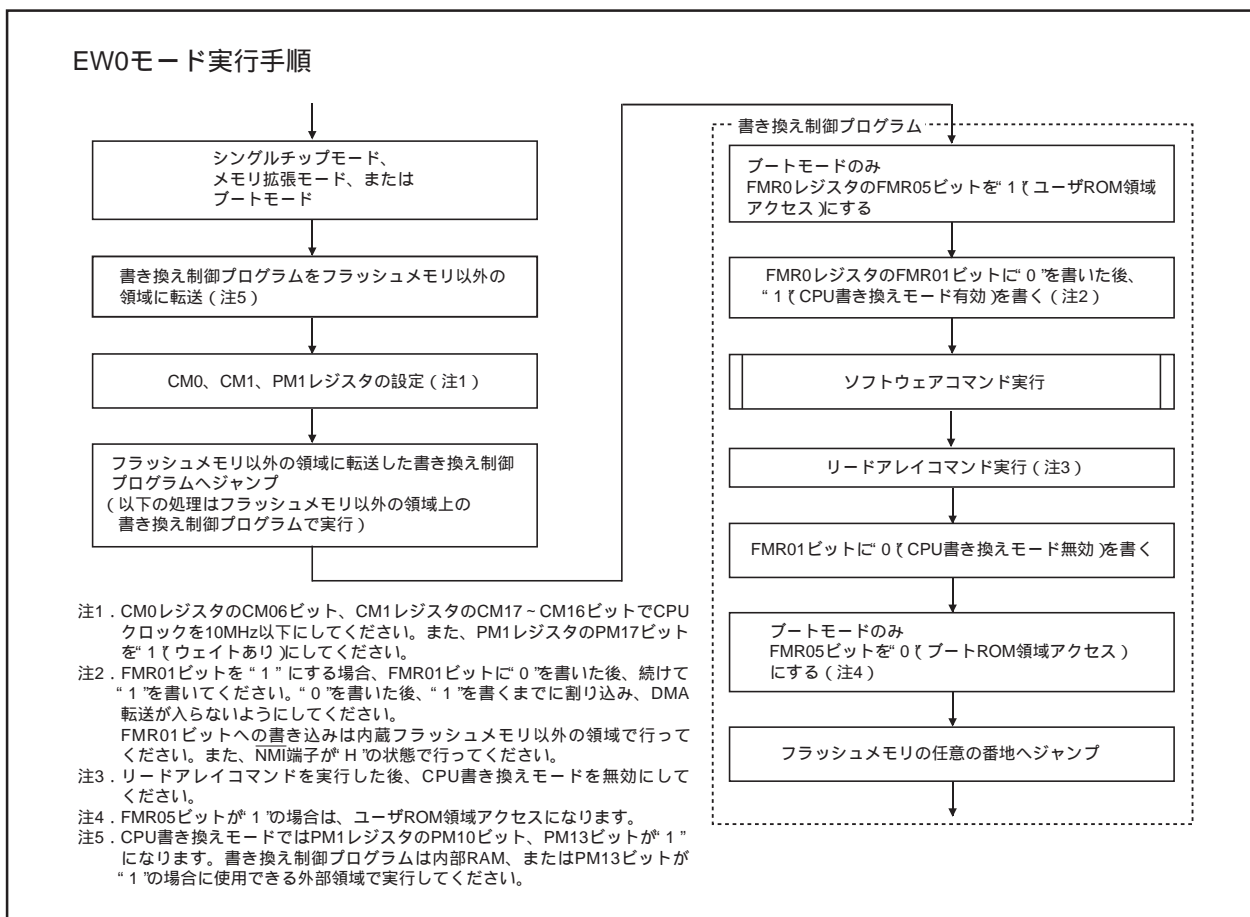 EW0モード実行手順
シングルチップモード、
メモリ拡張モード、または
ブートモード
書き換え制御プログラムをフラッシュメモリ以外の
領域に転送(注5)
CM0、CM1、PM1レジスタの設定(注1)
フラッシュメモリ以外の領域に転送した書き換え制御
プログラムへジャンプ
(以下の処理はフラッシュメモリ以外の領域上の
書き換え制御プログラムで実行)
書き換え制御プログラム
ブートモードのみ
FMR0レジスタのFMR05ビットを“1”(ユーザROM領域
アクセス)にする
FMR0レジスタのFMR01ビットに“0”を書いた後、
“1”(CPU書き換えモード有効)を書く(注2)
ソフトウェアコマンド実行
リードアレイコマンド実行(注3)
FMR01ビットに“0”(CPU書き換えモード無効)を書く
ブートモードのみ
FMR05ビットを“0”(ブートROM領域アクセス)
にする(注4)
フラッシュメモリの任意の番地へジャンプ
注1.CM0レジスタのCM06ビット、CM1レジスタのCM17~CM16ビットでCPU
クロックを10MHz以下にしてください。また、PM1レジスタのPM17ビット
を“1”(ウェイトあり)にしてください。
注2.FMR01ビットを“1”にする場合、FMR01ビットに“0”を書いた後、続けて
“1”を書いてください。“0”を書いた後、“1”を書くまでに割り込み、DMA
転送が入らないようにしてください。
FMR01ビットへの書き込みは内蔵フラッシュメモリ以外の領域で行って
ください。また、NMI端子が“H”の状態で行ってください。
注3.リードアレイコマンドを実行した後、CPU書き換えモードを無効にして
ください。
注4.FMR05ビットが“1”の場合は、ユーザROM領域アクセスになります。
注5.CPU書き換えモードではPM1レジスタのPM10ビット、PM13ビットが“1”
になります。書き換え制御プログラムは内部RAM、またはPM13ビットが
“1”の場合に使用できる外部領域で実行してください。